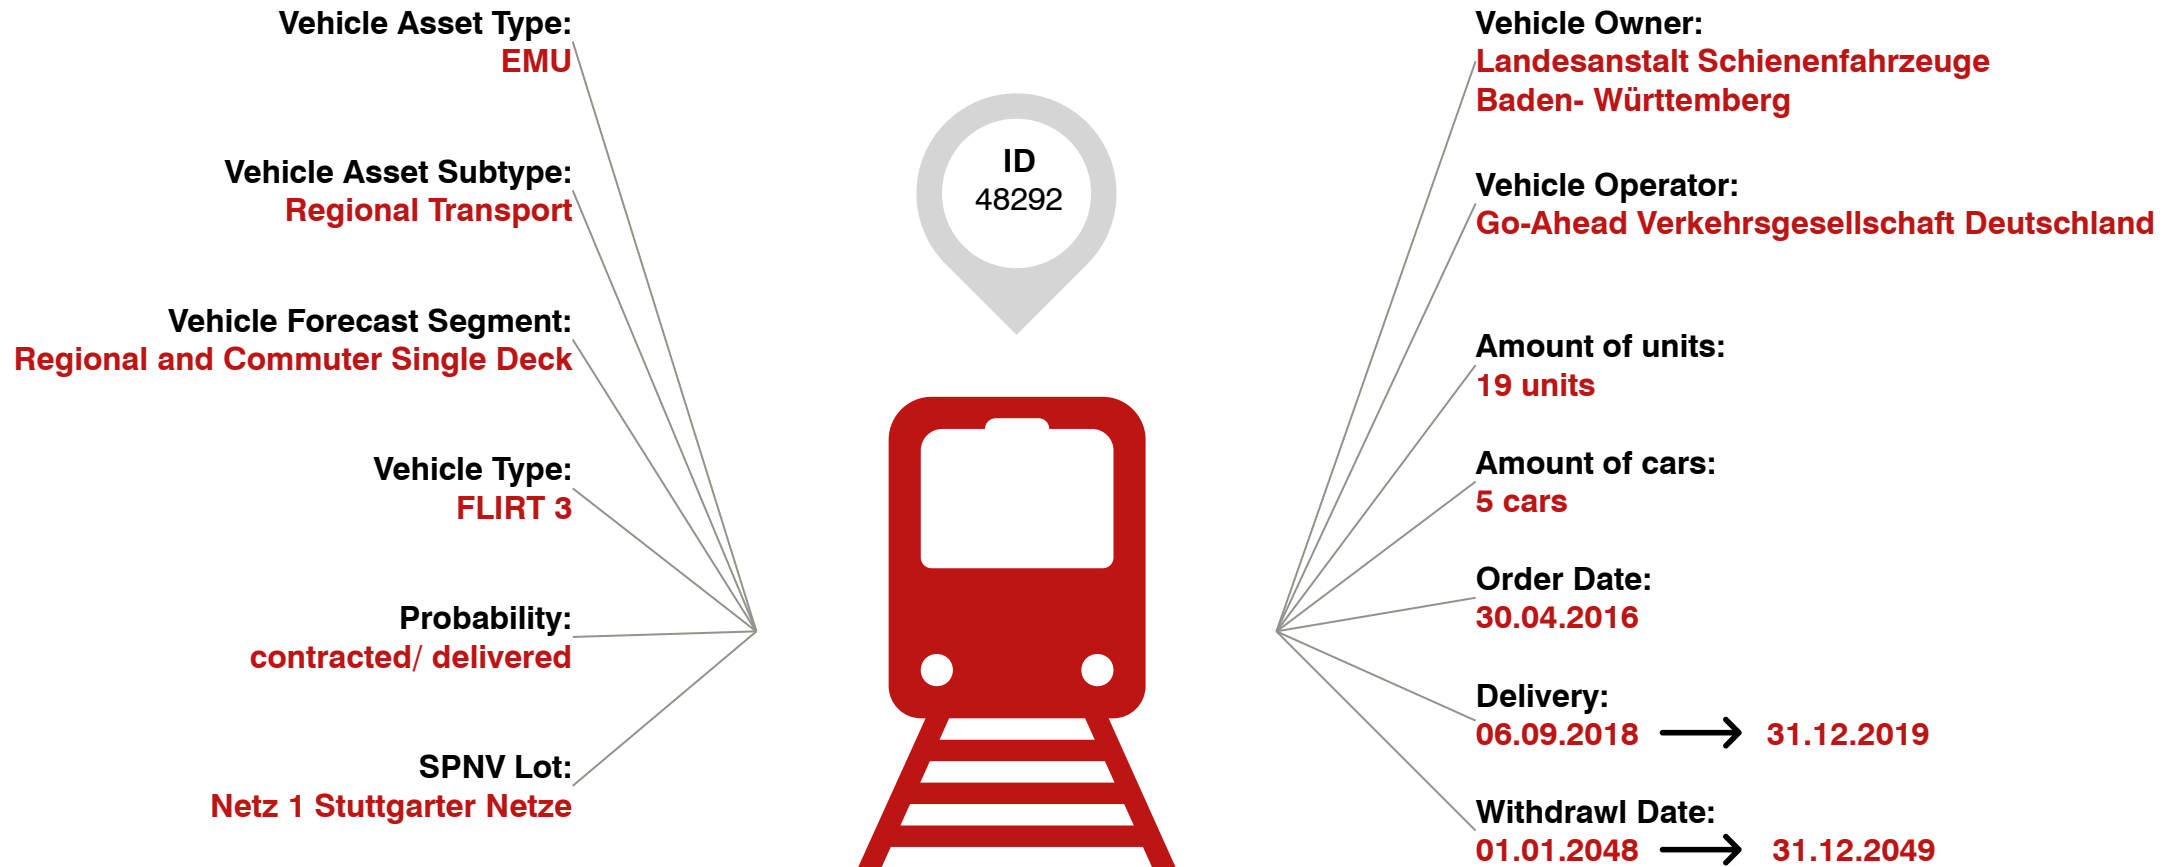 Vehicle Asset Type:
EMU
Vehicle Asset Subtype:
Regional Transport
Vehicle Forecast Segment:
Regional and Commuter Single Deck
Vehicle Type:
FLIRT 3
Probability:
contracted/ delivered
SPNV Lot:
Netz 1 Stuttgarter Netze
ID
48292
Vehicle Owner:
Landesanstalt Schienenfahrzeuge
Baden- Württemberg
Vehicle Operator:
Go-Ahead Verkehrsgesellschaft Deutschland
Amount of units:
19 units
Amount of cars:
5 cars
Order Date:
30.04.2016
Delivery:
06.09.2018 → 31.12.2019
Withdrawl Date:
01.01.2048 → 31.12.2049